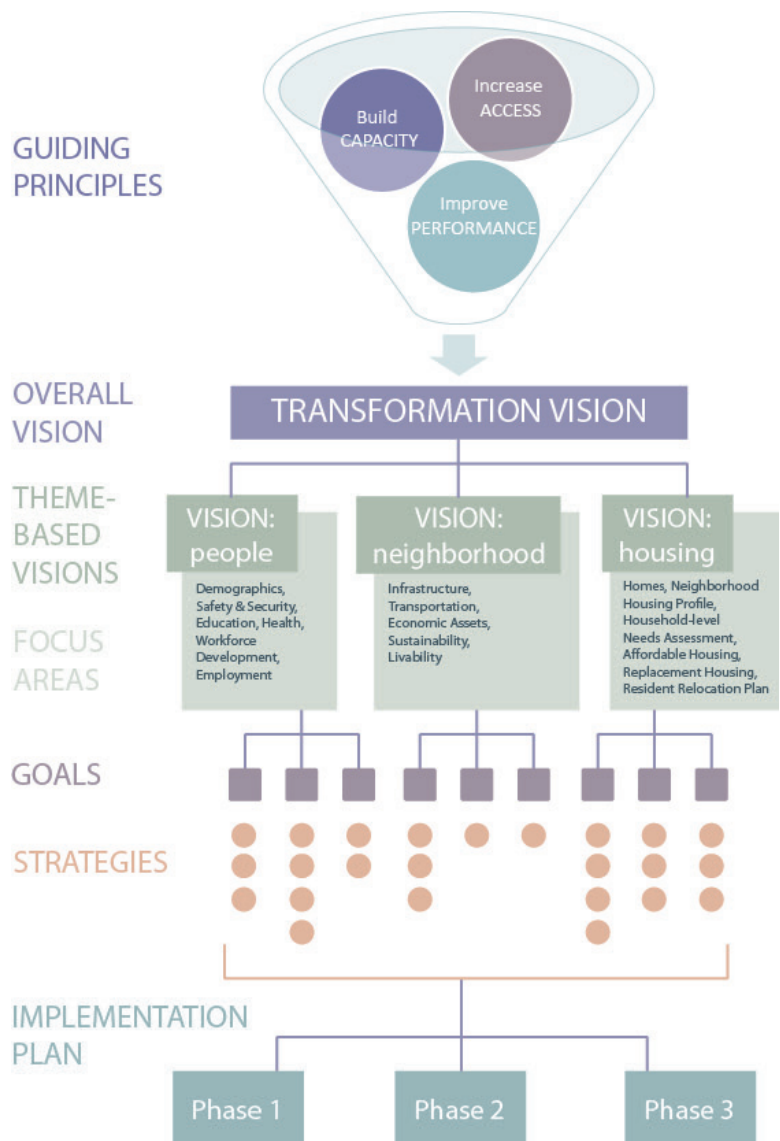 GUIDING
PRINCIPLES
Build
CAPACITY
Increase
ACCESS
Improve
PERFORMANCE
OVERALL
VISION
TRANSFORMATION VISION
THEME-
BASED
VISIONS
VISION:
people
VISION:
neighborhood
VISION:
housing
FOCUS
AREAS
Demographics,
Safety & Security,
Education, Health,
Workforce
Development,
Employment
Infrastructure,
Transportation,
Economic Assets,
Sustainability,
Livability
Homes, Neighborhood
Housing Profile,
Household-level
Needs Assessment,
Affordable Housing,
Replacement Housing,
Resident Relocation Plan
GOALS
STRATEGIES
IMPLEMENTATION
PLAN
Phase 1
Phase 2
Phase 3